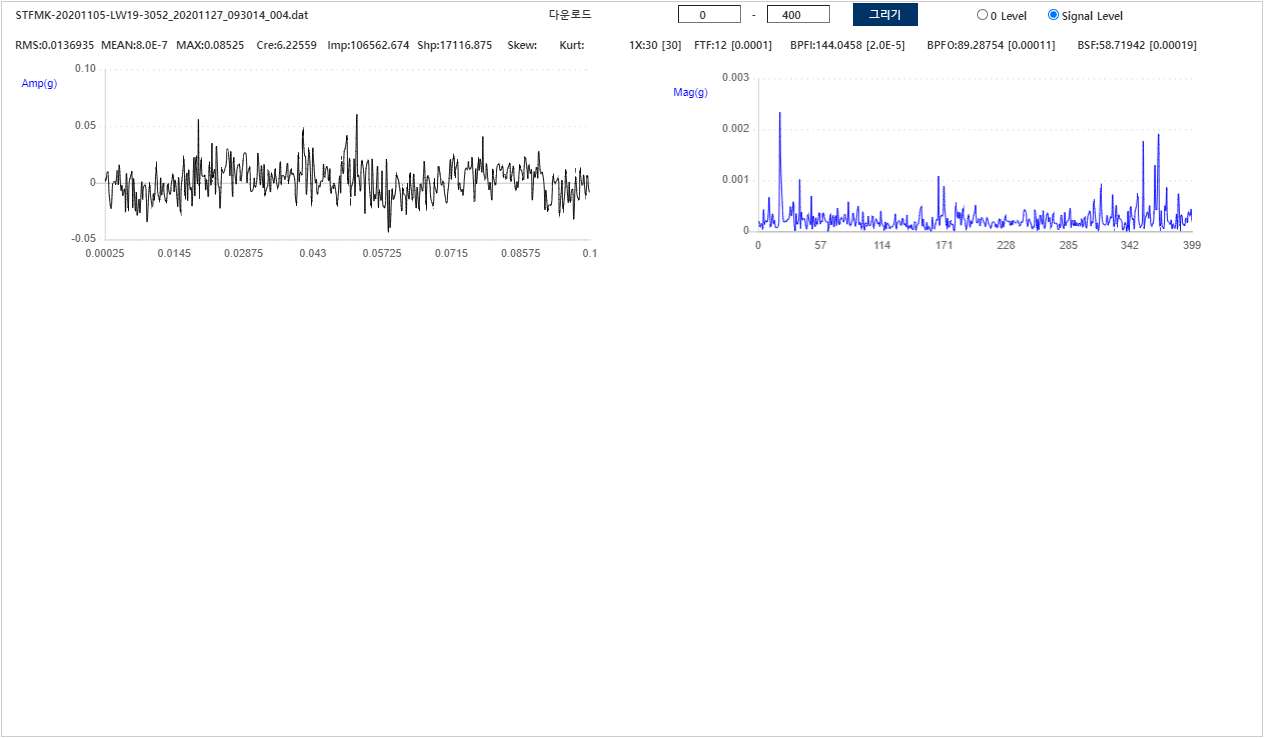 STFMK-20201105-LW19-3052_20201127_093014_004.dat 다운로드 0 - 400 그리기 0 Level Signal Level
RMS:0.0136935 MEAN:8.0E-7 MAX:0.08525 Cre:6.22559 Imp:106562.674 Shp:17116.875 Skew: Kurt: 1X:30 [30] FTF:12 [0.0001] BPFI:144.0458 [2.0E-5] BPFO:89.28754 [0.00011] BSF:58.71942 [0.00019]
Amp(g)
0.10
0.05
0
-0.05
0.00025 0.0145 0.02875 0.043 0.05725 0.0715 0.08575 0.1
Mag(g)
0.003
0.002
0.001
0
0 57 114 171 228 285 342 399